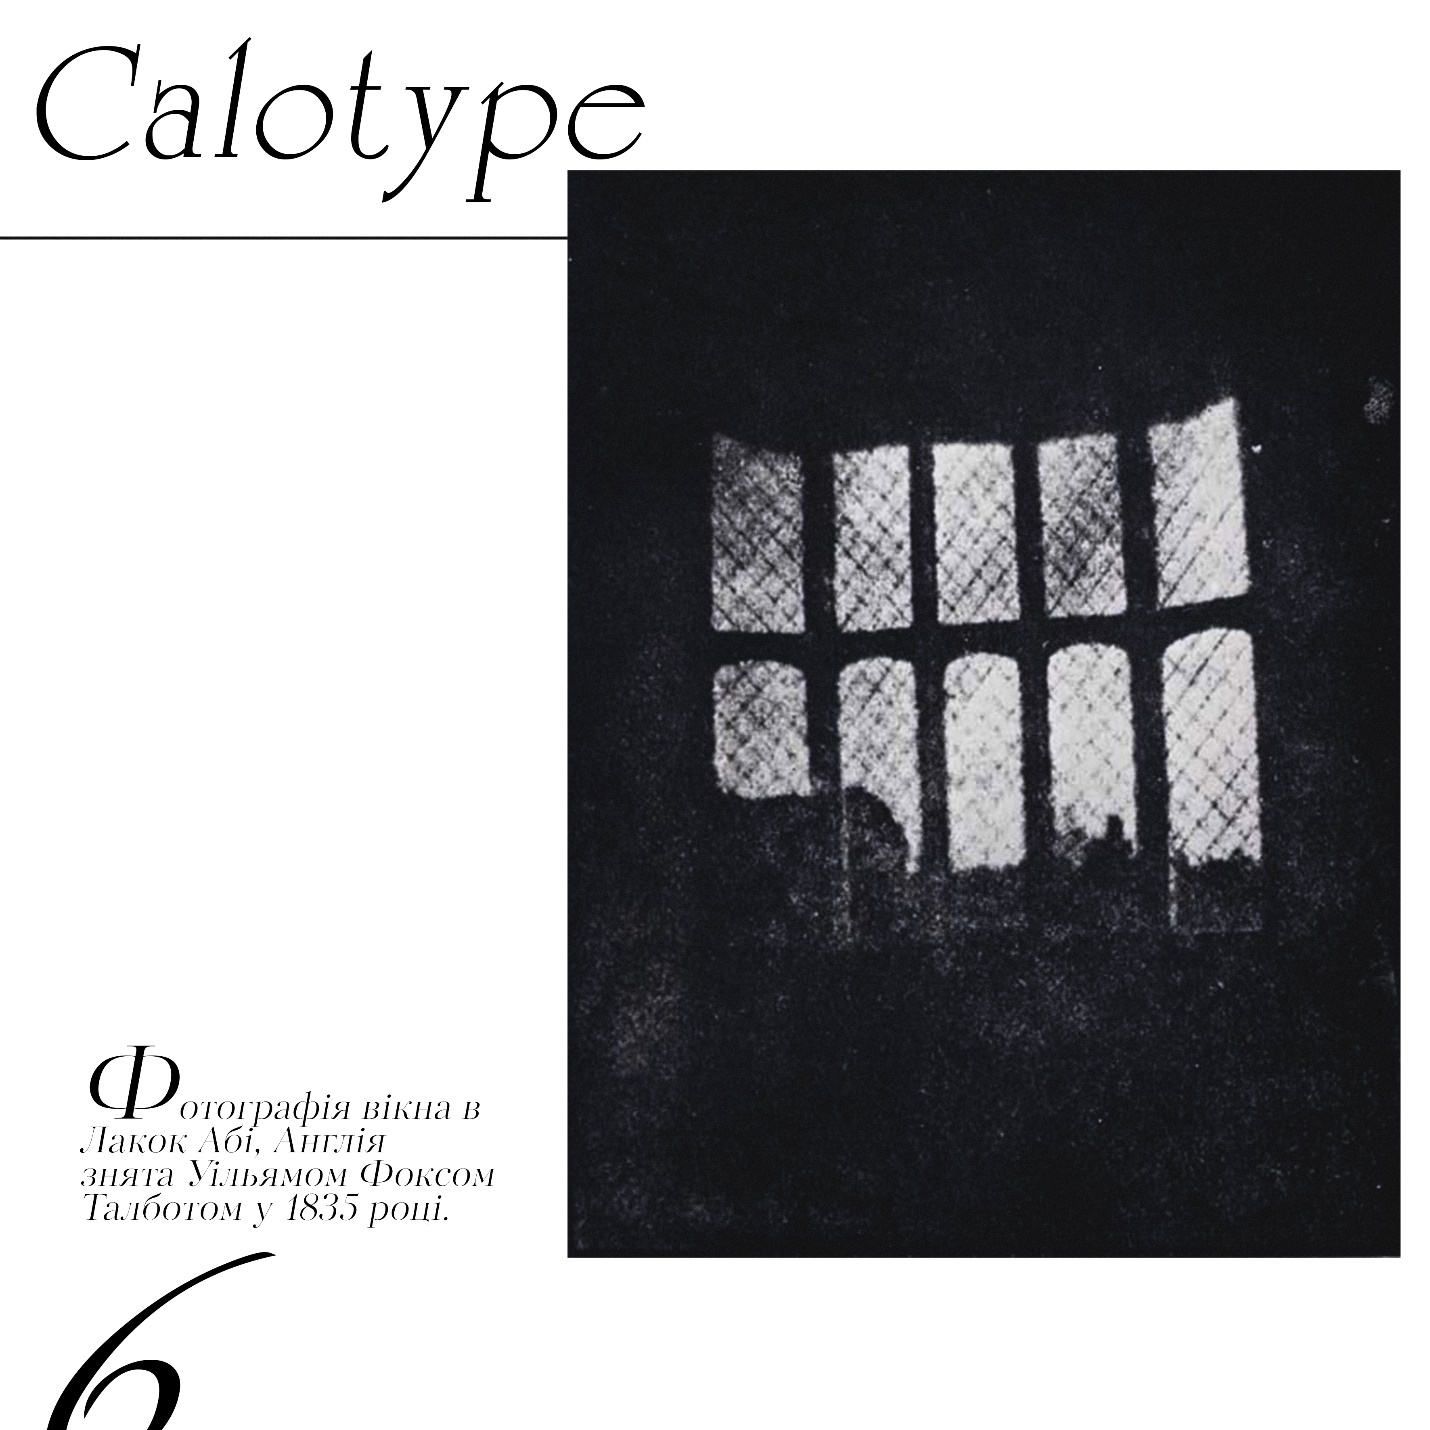 Calotype
Фотографія вікна в
Лакок Абі, Англія
знята Уільямом Фоксом
Талботом у 1835 році.
6